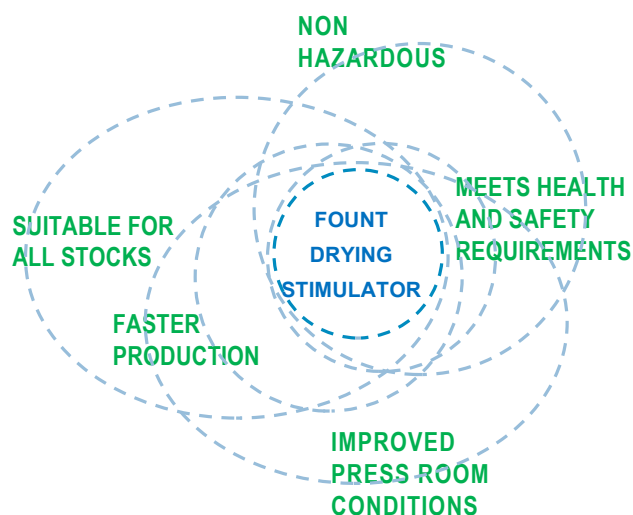 NON
HAZARDOUS
MEETS HEALTH
AND SAFETY
REQUIREMENTS
SUITABLE FOR
ALL STOCKS
FOUNT
DRYING
STIMULATOR
FASTER
PRODUCTION
IMPROVED
PRESS ROOM
CONDITIONS